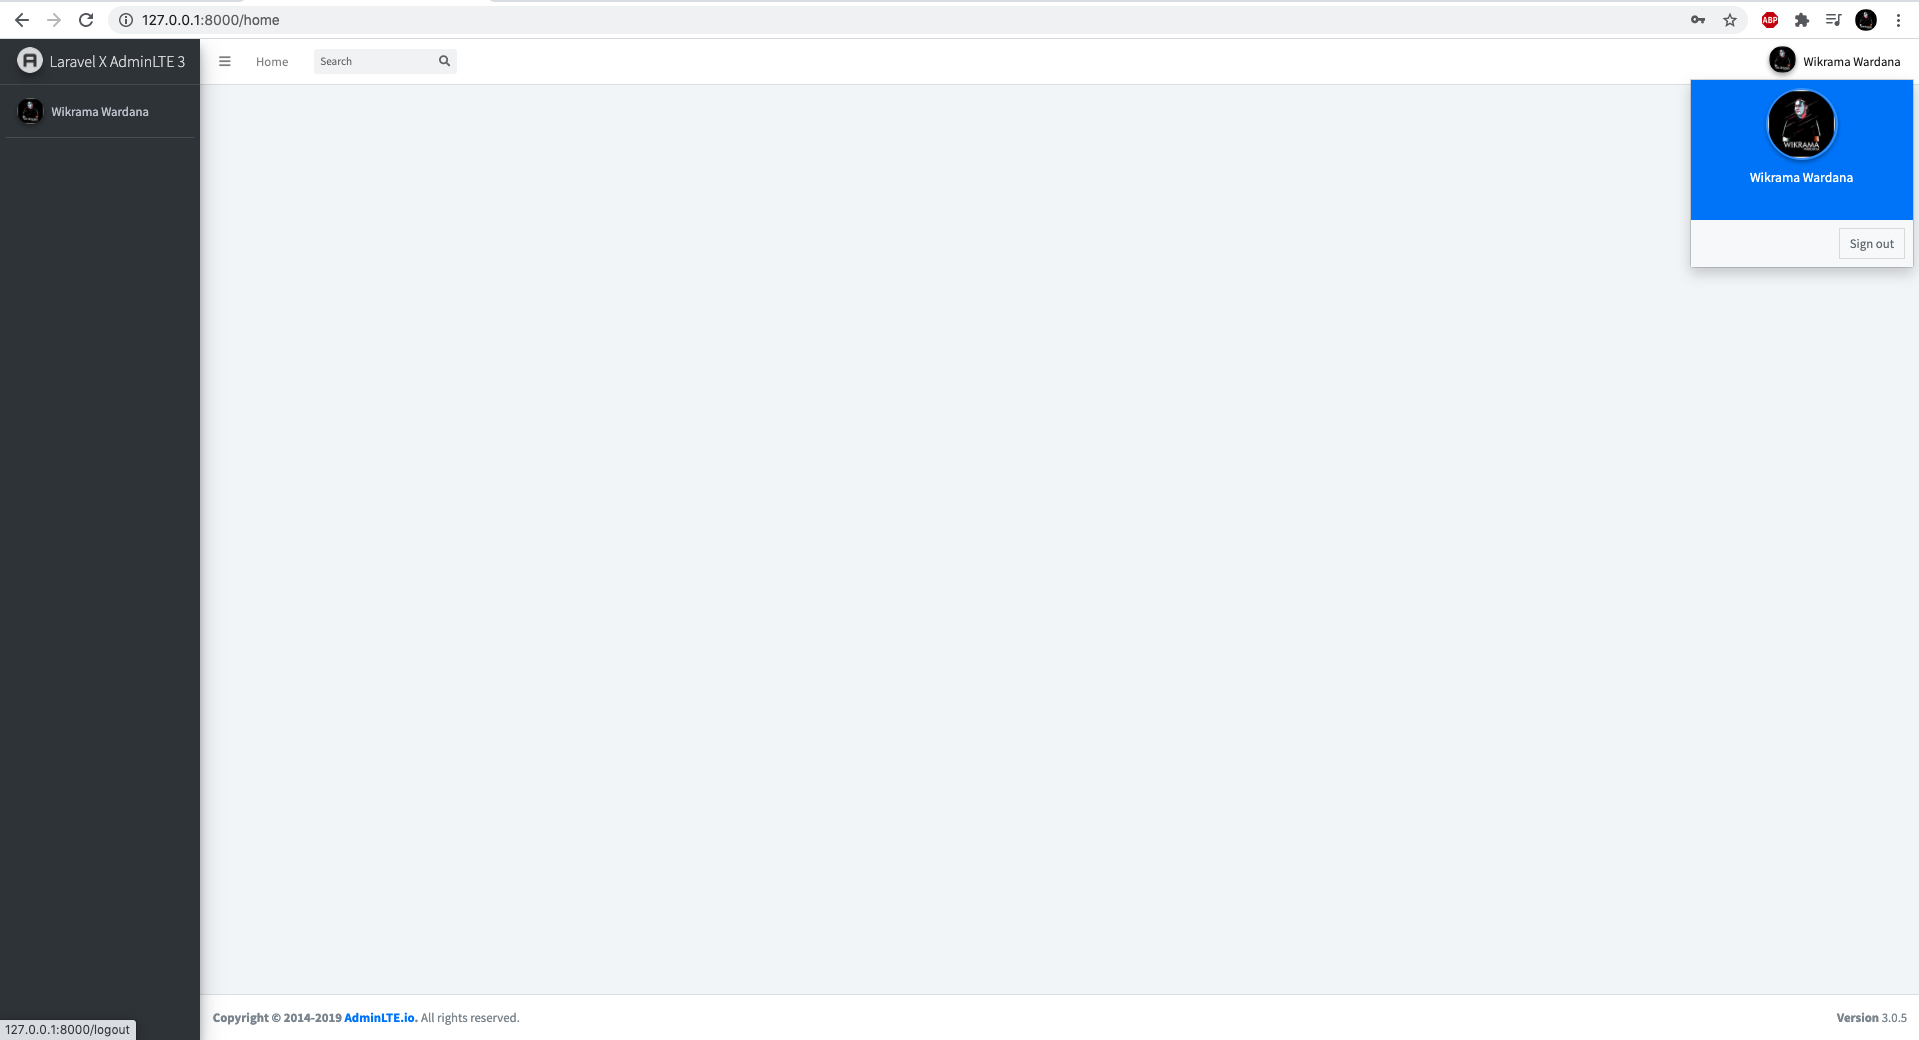 127.0.0.1:8000/home
ABP
Laravel X AdminLTE 3
Home
Search
Wikrama Wardana
Wikrama Wardana
WIKRAMA
Wikrama Wardana
Sign out
Copyright © 2014-2019 AdminLTE.io. All rights reserved.
Version 3.0.5
127.0.0.1:8000/logout